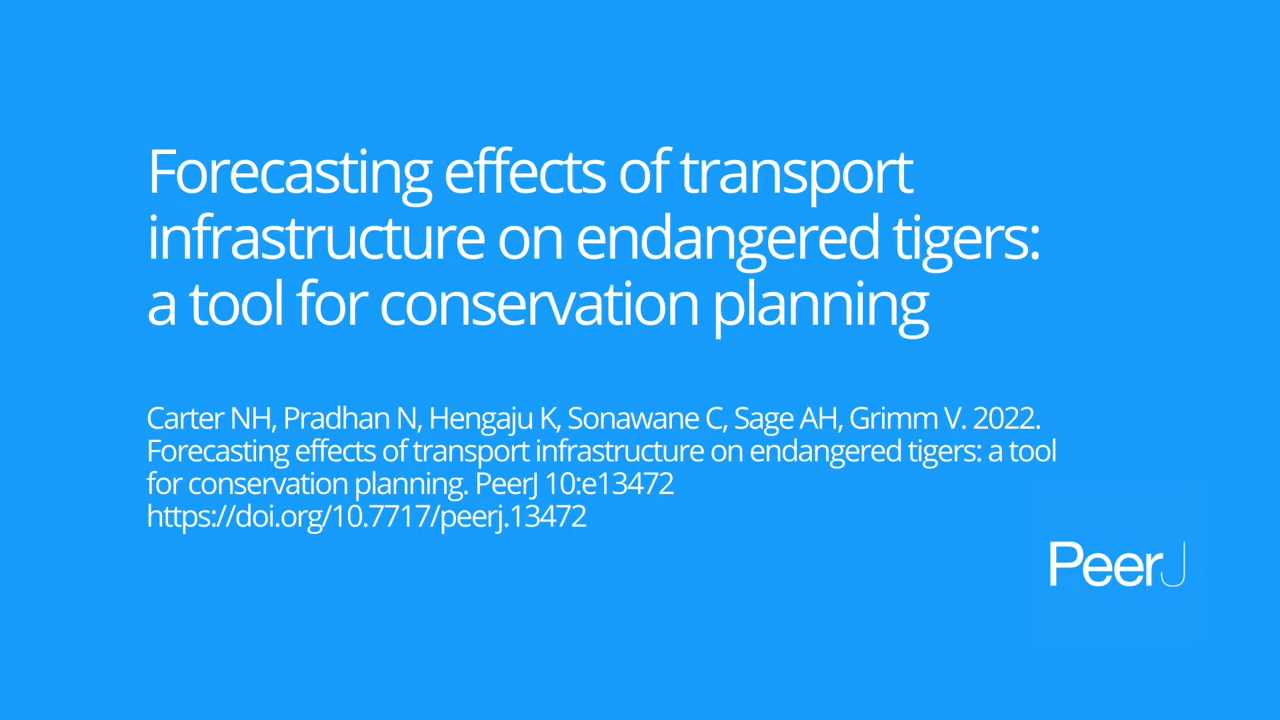 Forecasting effects of transport
infrastructure on endangered tigers:
a tool for conservation planning
Carter NH, Pradhan N, Hengaju K, Sonawane C, Sage AH, Grimm V. 2022.
Forecasting effects of transport infrastructure on endangered tigers: a tool
for conservation planning. PeerJ 10:e13472
https://doi.org/10.7717/peerj.13472
PeerJ